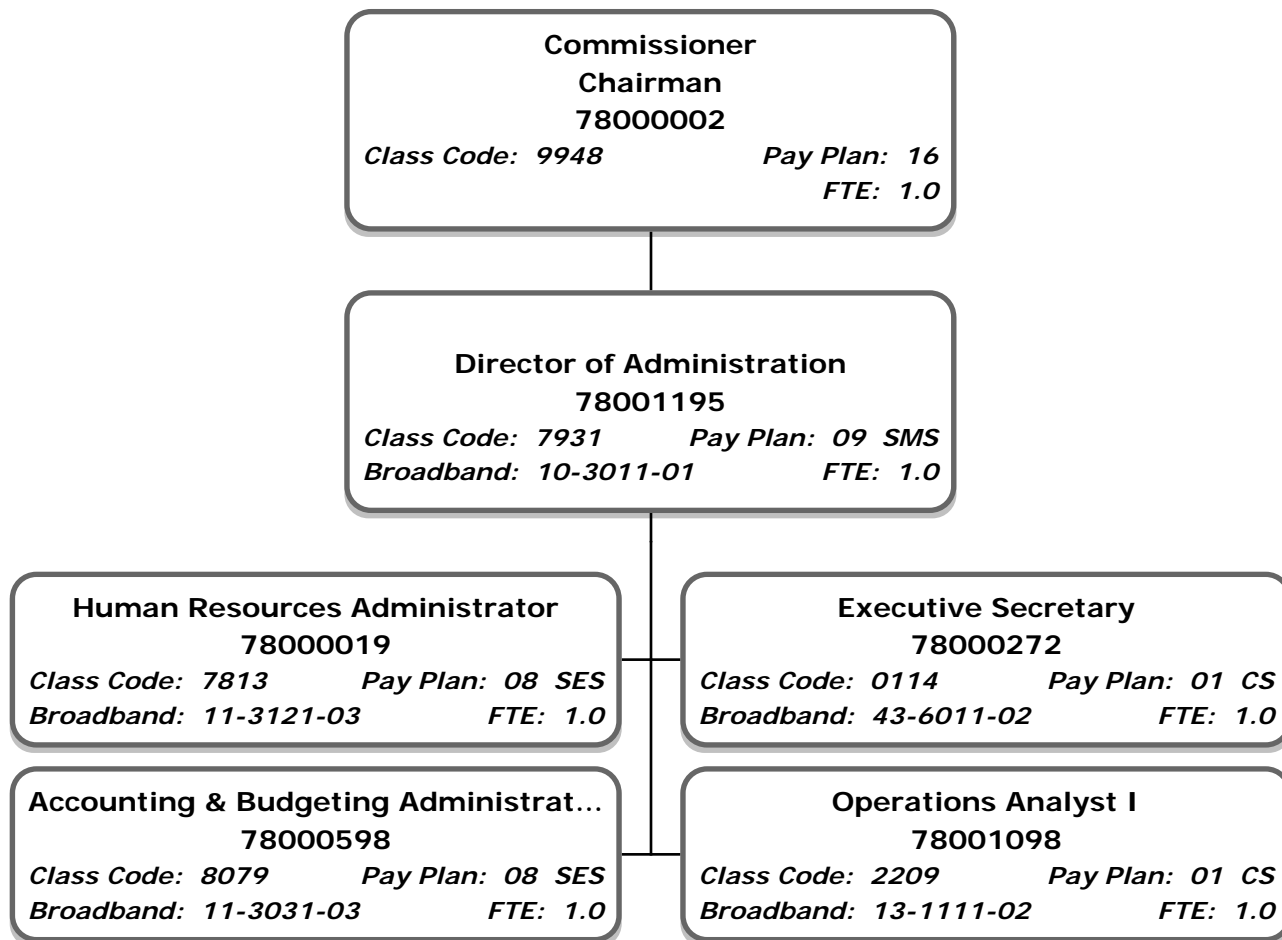 Commissioner
Chairman
78000002
Class Code: 9948 Pay Plan: 16
FTE: 1.0
Director of Administration
78001195
Class Code: 7931 Pay Plan: 09 SMS
Broadband: 10-3011-01 FTE: 1.0
Human Resources Administrator
78000019
Class Code: 7813 Pay Plan: 08 SES
Broadband: 11-3121-03 FTE: 1.0
Executive Secretary
78000272
Class Code: 0114 Pay Plan: 01 CS
Broadband: 43-6011-02 FTE: 1.0
Accounting & Budgeting Administrat...
78000598
Class Code: 8079 Pay Plan: 08 SES
Broadband: 11-3031-03 FTE: 1.0
Operations Analyst I
78001098
Class Code: 2209 Pay Plan: 01 CS
Broadband: 13-1111-02 FTE: 1.0